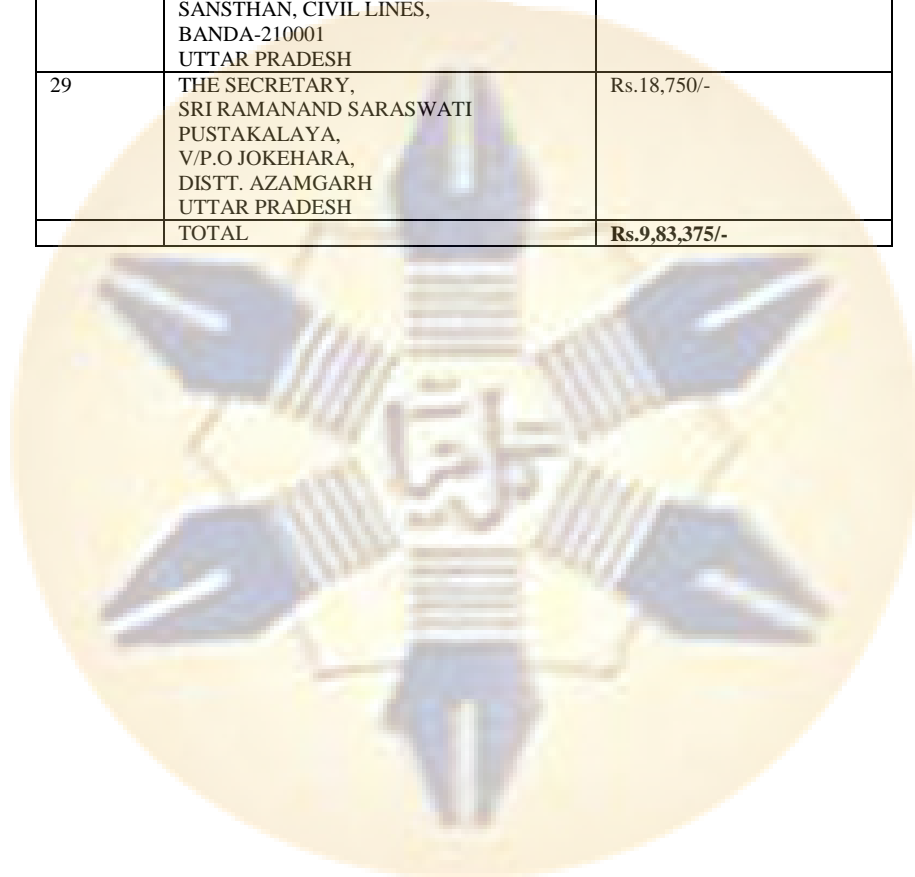 SANSTHAN, CIVIL LINES,
BANDA-210001
UTTAR PRADESH
29 THE SECRETARY, Rs.18,750/-
SRI RAMANAND SARASWATI
PUSTAKALAYA,
V/P.O JOKEHARA,
DISTT. AZAMGARH
UTTAR PRADESH
TOTAL Rs.9,83,375/-